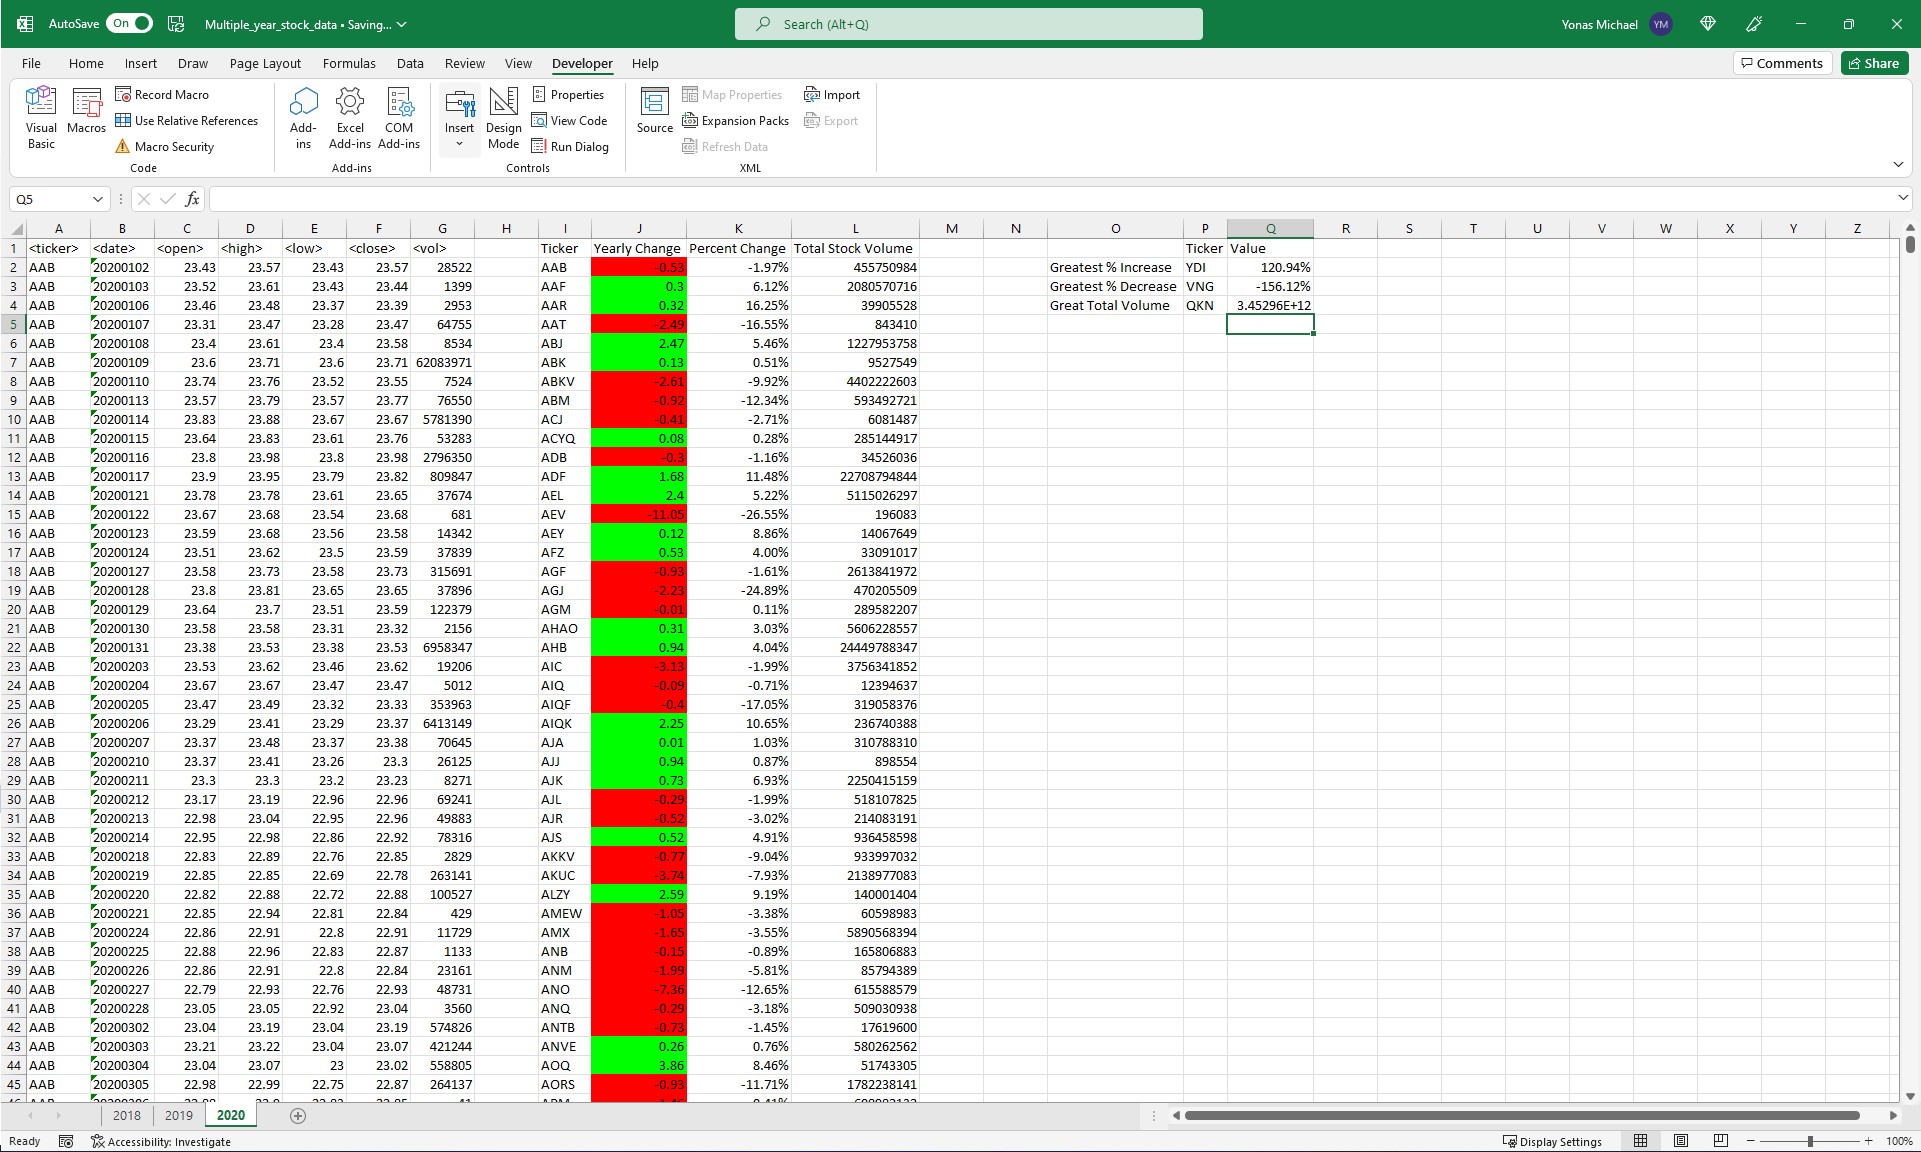 AutoSave On Multiple_year_stock_data • Saving... Search (Alt+Q) Yonas Michael YM
File Home Insert Draw Page Layout Formulas Data Review View Developer Help Comments Share
Visual Basic Macros Record Macro Use Relative References Macro Security Code
Add-ins Excel Add-ins COM Add-ins Add-ins
Insert Design Mode Properties View Code Run Dialog Controls
Source Map Properties Expansion Packs Refresh Data Import Export XML
Q5 fx
A B C D E F G H I J K L M N O P Q R S T U V W X Y Z
1 <ticker> <date> <open> <high> <low> <close> <vol> Ticker Yearly Change Percent Change Total Stock Volume Ticker Value
2 AAB 20200102 23.43 23.57 23.43 23.57 28522 AAB -0.53 -1.97% 455750984 Greatest % Increase YDI 120.94%
3 AAB 20200103 23.52 23.61 23.43 23.44 1399 AAF 0.3 6.12% 2080570716 Greatest % Decrease VNG -156.12%
4 AAB 20200106 23.46 23.48 23.37 23.39 2953 AAR 0.32 16.25% 39905528 Great Total Volume QKN 3.45296E+12
5 AAB 20200107 23.31 23.47 23.28 23.47 64755 AAT -2.49 -16.55% 843410
6 AAB 20200108 23.4 23.61 23.4 23.58 8534 ABJ 2.47 5.46% 1227953758
7 AAB 20200109 23.6 23.71 23.6 23.71 62083971 ABK 0.13 0.51% 9527549
8 AAB 20200110 23.74 23.76 23.52 23.55 7524 ABKV -2.61 -9.92% 4402222603
9 AAB 20200113 23.57 23.79 23.57 23.77 76550 ABM -0.92 -12.34% 593492721
10 AAB 20200114 23.83 23.88 23.67 23.67 5781390 ACJ -0.41 -2.71% 6081487
11 AAB 20200115 23.64 23.83 23.61 23.76 53283 ACYQ 0.08 0.28% 285144917
12 AAB 20200116 23.8 23.98 23.8 23.98 2796350 ADB -0.3 -1.16% 34526036
13 AAB 20200117 23.9 23.95 23.79 23.82 809847 ADF 1.68 11.48% 22708794844
14 AAB 20200121 23.78 23.78 23.61 23.65 37674 AEL 2.4 5.22% 5115026297
15 AAB 20200122 23.67 23.68 23.54 23.68 681 AEV -11.05 -26.55% 196083
16 AAB 20200123 23.59 23.68 23.56 23.58 14342 AEY 0.12 8.86% 14067649
17 AAB 20200124 23.51 23.62 23.5 23.59 37839 AFZ 0.53 4.00% 33091017
18 AAB 20200127 23.58 23.73 23.58 23.73 315691 AGF -0.93 -1.61% 2613841972
19 AAB 20200128 23.8 23.81 23.65 23.65 37896 AGJ -2.23 -24.89% 470205509
20 AAB 20200129 23.64 23.7 23.51 23.59 122379 AGM -0.01 0.11% 289582207
21 AAB 20200130 23.58 23.58 23.31 23.32 2156 AHAO 0.31 3.03% 5606228557
22 AAB 20200131 23.38 23.53 23.38 23.53 6958347 AHB 0.94 4.04% 24449788347
23 AAB 20200203 23.53 23.62 23.46 23.62 19206 AIC -3.13 -1.99% 3756341852
24 AAB 20200204 23.67 23.67 23.47 23.47 5012 AIQ -0.09 -0.71% 12394637
25 AAB 20200205 23.47 23.49 23.32 23.33 353963 AIQF -0.4 -17.05% 319058376
26 AAB 20200206 23.29 23.41 23.29 23.37 6413149 AIQK 2.25 10.65% 236740388
27 AAB 20200207 23.37 23.48 23.37 23.38 70645 AJA 0.01 1.03% 310788310
28 AAB 20200210 23.37 23.41 23.26 23.3 26125 AJJ 0.94 0.87% 898554
29 AAB 20200211 23.3 23.3 23.2 23.23 8271 AJK 0.73 6.93% 2250415159
30 AAB 20200212 23.17 23.19 22.96 22.96 69241 AJL -0.29 -1.99% 518107825
31 AAB 20200213 22.98 23.04 22.95 22.96 49883 AJR -0.52 -3.02% 214083191
32 AAB 20200214 22.95 22.98 22.86 22.92 78316 AJS 0.52 4.91% 936458598
33 AAB 20200218 22.83 22.89 22.76 22.85 2829 AKKV -0.77 -9.04% 933997032
34 AAB 20200219 22.85 22.85 22.69 22.78 263141 AKUC -3.74 -7.93% 2138977083
35 AAB 20200220 22.82 22.88 22.72 22.88 100527 ALZY 2.59 9.19% 140001404
36 AAB 20200221 22.85 22.94 22.81 22.84 429 AMEW -1.05 -3.38% 60598983
37 AAB 20200224 22.86 22.91 22.8 22.91 11729 AMX -1.65 -3.55% 5890568394
38 AAB 20200225 22.88 22.96 22.83 22.87 1133 ANB -0.15 -0.89% 165806883
39 AAB 20200226 22.86 22.91 22.8 22.84 23161 ANM -1.99 -5.81% 85794389
40 AAB 20200227 22.79 22.93 22.76 22.93 48731 ANO -7.36 -12.65% 615588579
41 AAB 20200228 23.05 23.05 22.92 23.04 3560 ANQ -0.29 -3.18% 509030938
42 AAB 20200302 23.04 23.19 23.04 23.19 574826 ANTB -0.73 -1.45% 17619600
43 AAB 20200303 23.21 23.22 23.04 23.07 421244 ANVE 0.26 0.76% 580262562
44 AAB 20200304 23.04 23.07 23 23.02 558805 AOQ 3.86 8.46% 51743305
45 AAB 20200305 22.98 22.99 22.75 22.87 264137 AORS -0.93 -11.71% 1782238141
2018 2019 2020
Ready Accessibility: Investigate Display Settings 100%